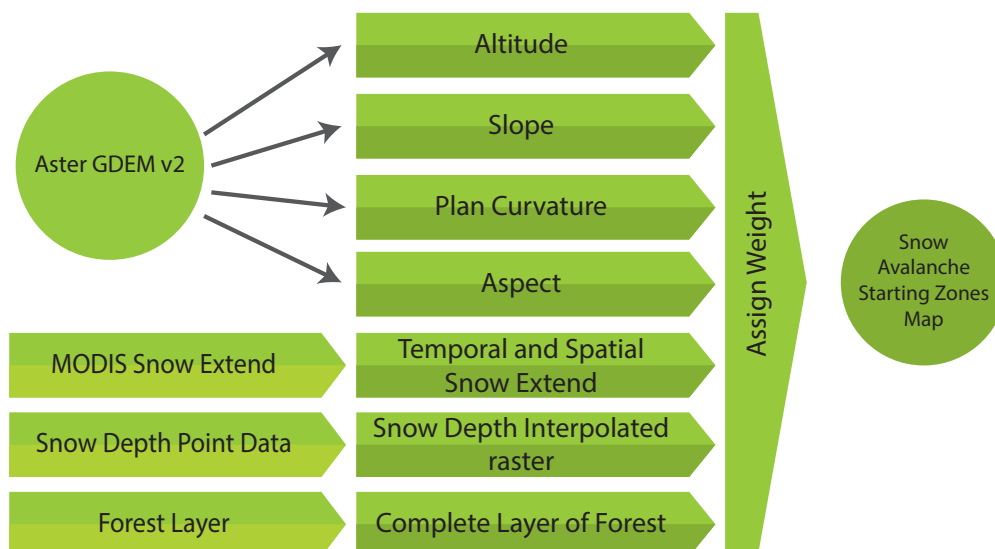 Aster GDEM v2
Altitude
Slope
Plan Curvature
Aspect
MODIS Snow Extend
Temporal and Spatial
Snow Extend
Snow Depth Point Data
Snow Depth Interpolated
raster
Forest Layer
Complete Layer of Forest
Assign Weight
Snow
Avalanche
Starting Zones
Map